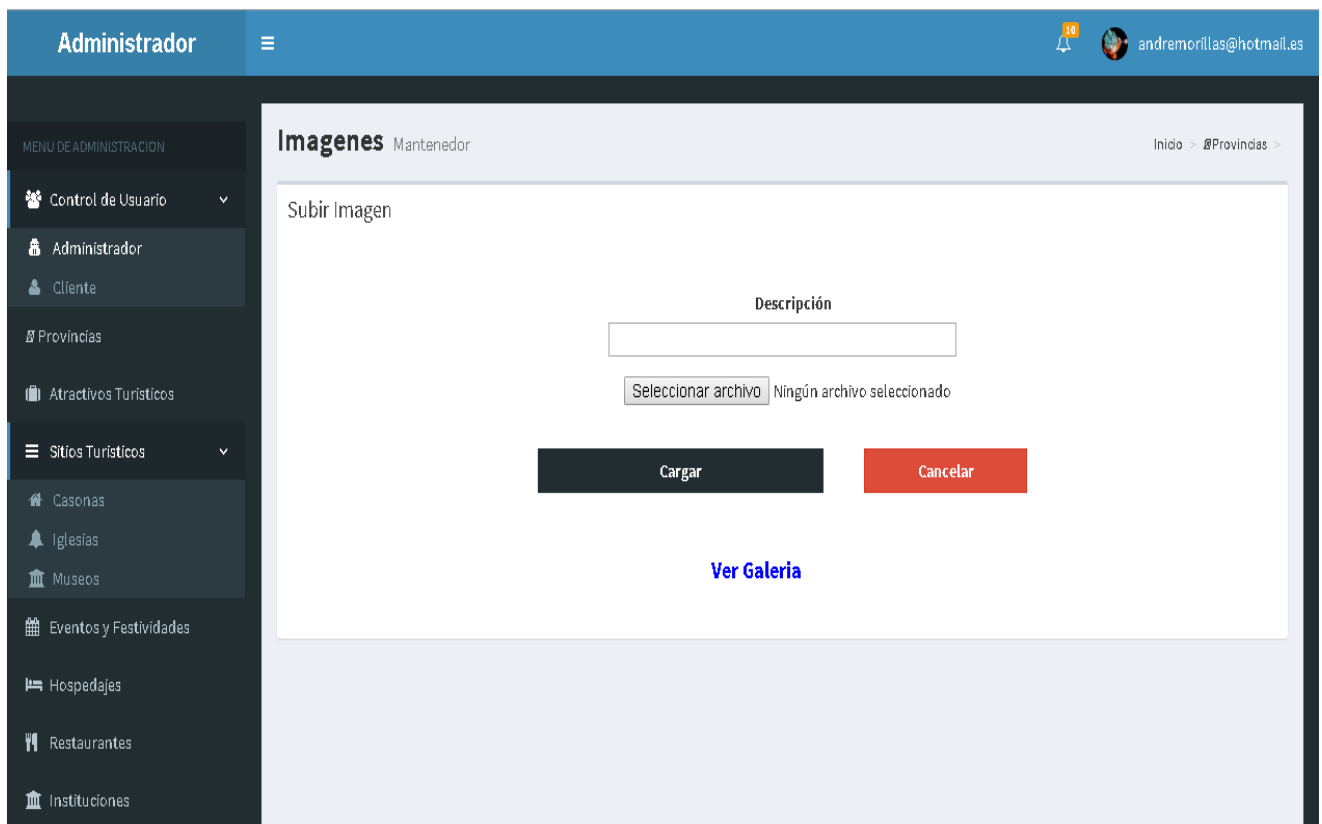 Administrador
10
andremorillas@hotmail.es
MENU DE ADMINISTRACION
Control de Usuario
Administrador
Cliente
Provincias
Atractivos Turisticos
Sitios Turisticos
Casonas
Iglesias
Museos
Eventos y Festividades
Hospedajes
Restaurantes
Instituciones
Imagenes Mantenedor
Inicio > Provincias >
Subir Imagen
Descripción
Seleccionar archivo Ningún archivo seleccionado
Cargar
Cancelar
Ver Galeria